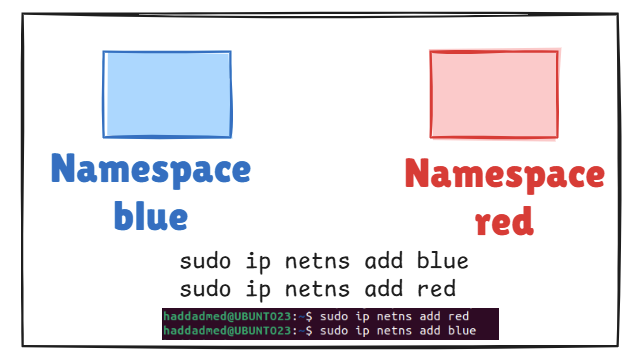 Namespace
blue
Namespace
red
sudo ip netns add blue
sudo ip netns add red
haddadmed@UBUNTO23:~$ sudo ip netns add red
haddadmed@UBUNTO23:~$ sudo ip netns add blue